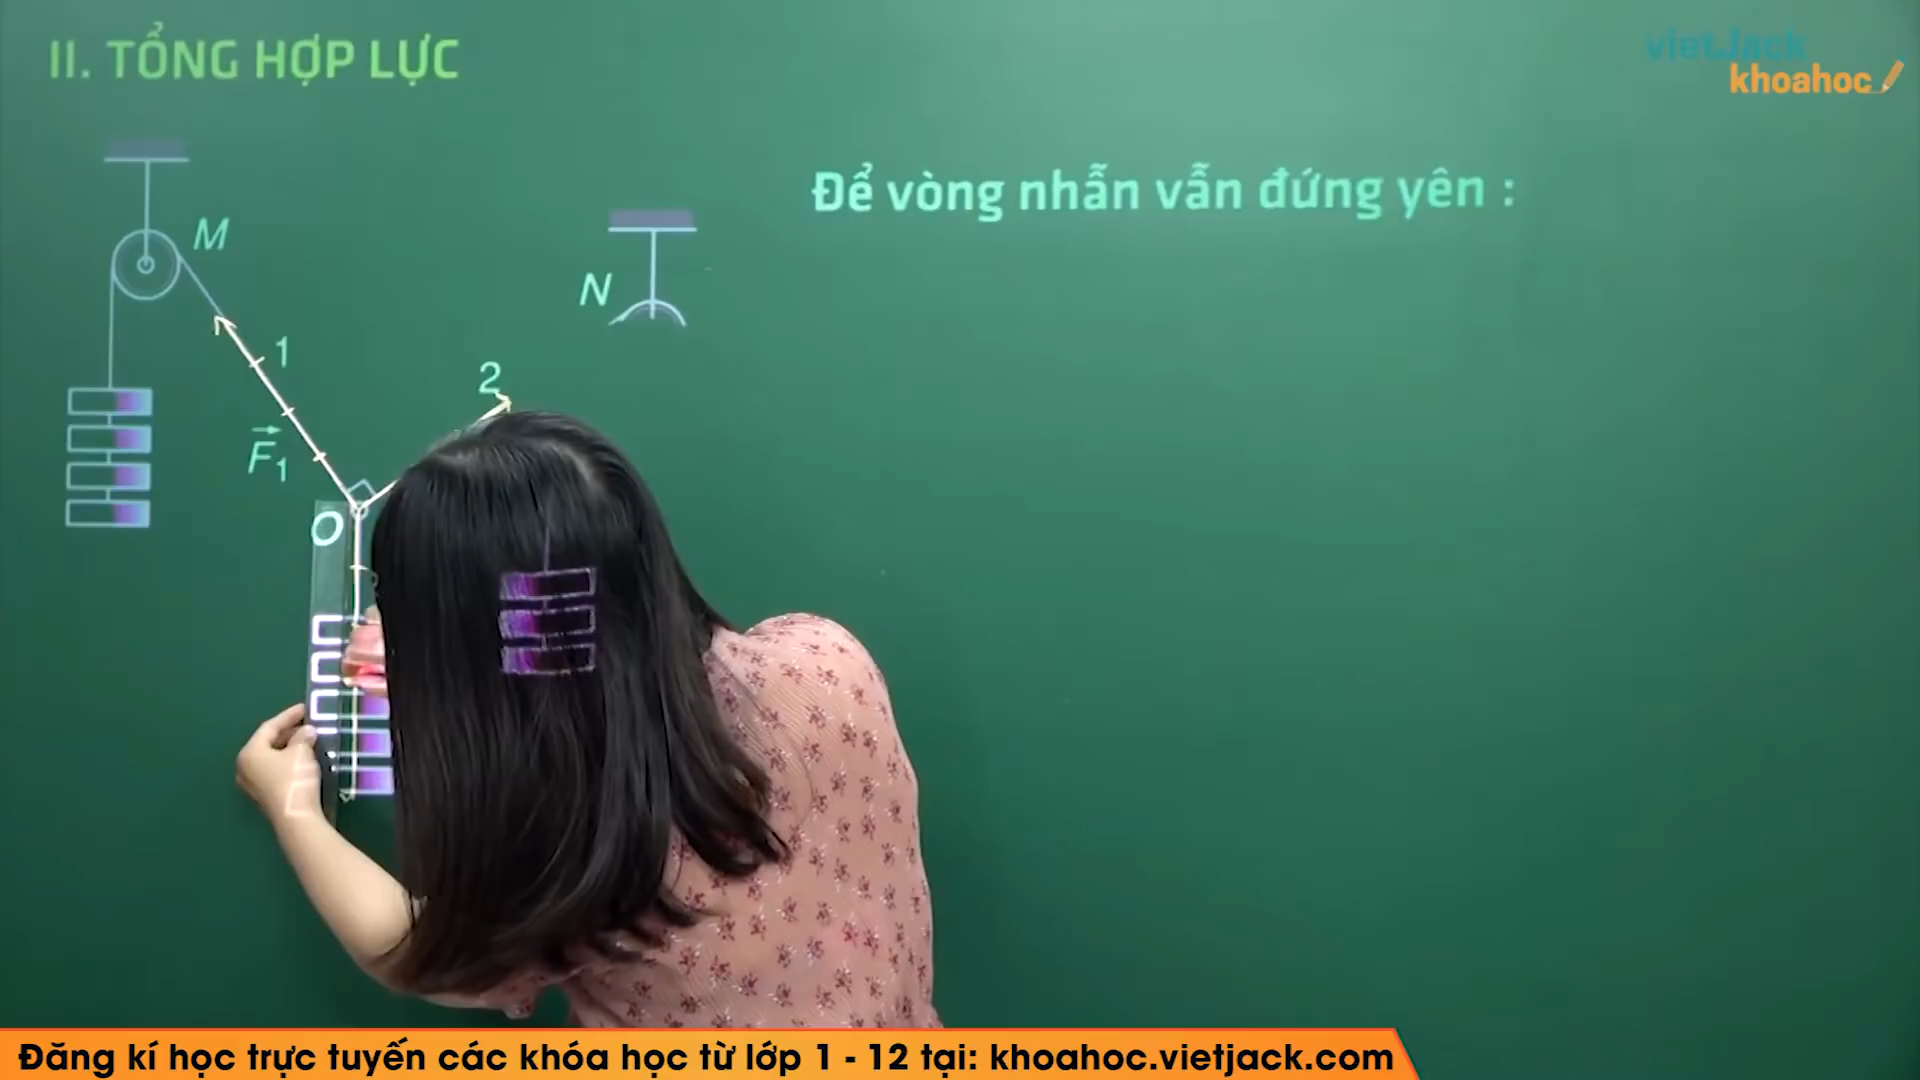 II. TỔNG HỢP LỰC
vietJack
khoahoc
M
Để vòng nhẫn vẫn đứng yên :
N
1
2
F₁
O
Đăng kí học trực tuyến các khóa học từ lớp 1 - 12 tại: khoahoc.vietjack.com